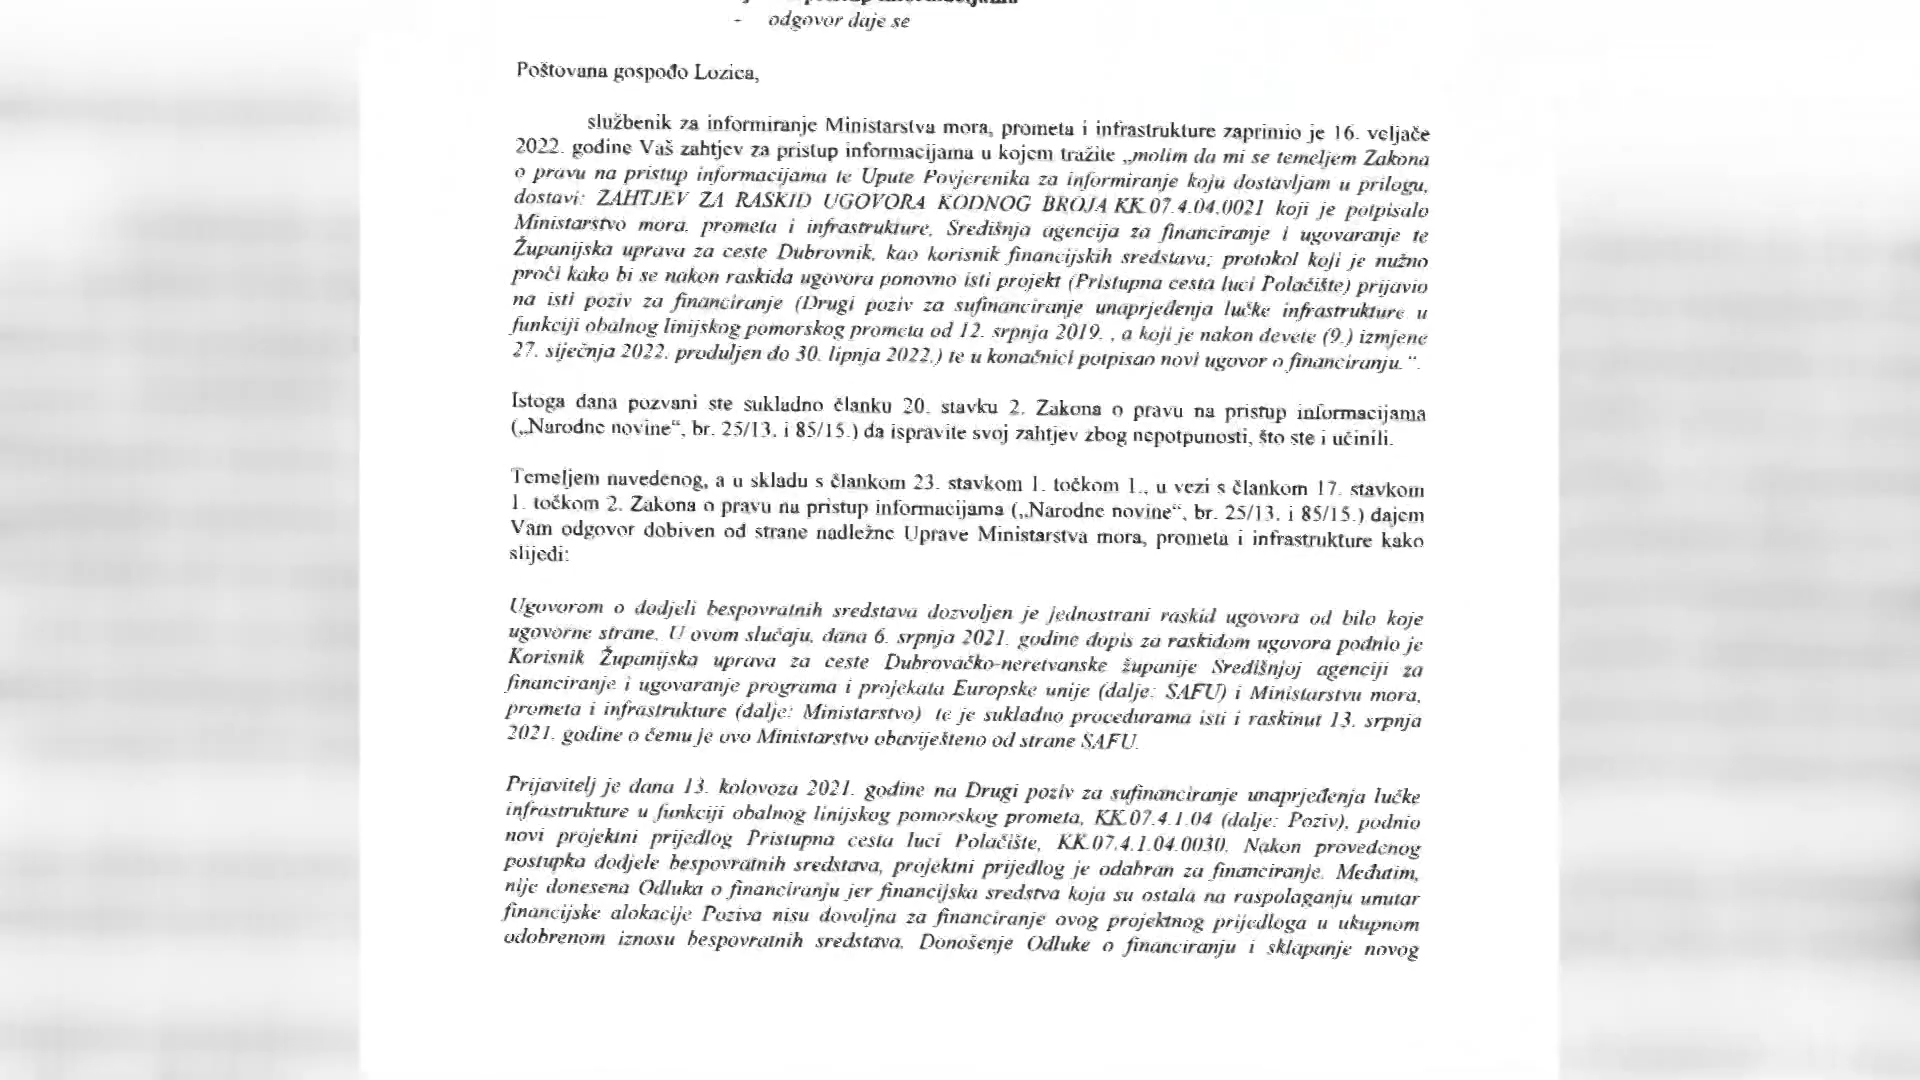 - odgovor daje se
Poštovana gospođo Lozica,
službenik za informiranje Ministarstva mora, prometa i infrastrukture zaprimio je 16. veljače
2022. godine Vaš zahtjev za pristup informacijama u kojem tražite „molim da mi se temeljem Zakona
o pravu na pristup informacijama te Upute Povjerenika za informiranje koju dostavljam u prilogu,
dostavi: ZAHTJEV ZA RASKID UGOVORA KODNOG BROJA KK.07.4.04.0021 koji je potpisalo
Ministarstvo mora, prometa i infrastrukture, Središnja agencija za financiranje i ugovaranje te
Županijska uprava za ceste Dubrovnik, kao korisnik financijskih sredstava; protokol koji je nužno
proći kako bi se nakon raskida ugovora ponovno isti projekt (Pristupna cesta luci Polačište) prijavio
na isti poziv za financiranje (Drugi poziv za sufinanciranje unaprjeđenja lučke infrastrukture u
funkciji obalnog linijskog pomorskog prometa od 12. srpnja 2019. , a koji je nakon devete (9.) izmjene
27. siječnja 2022. produljen do 30. lipnja 2022.) te u konačnici potpisao novi ugovor o financiranju.“.
Istoga dana pozvani ste sukladno članku 20. stavku 2. Zakona o pravu na pristup informacijama
(„Narodne novine“, br. 25/13. i 85/15.) da ispravite svoj zahtjev zbog nepotpunosti, što ste i učinili.
Temeljem navedenog, a u skladu s člankom 23. stavkom 1. točkom 1., u vezi s člankom 17. stavkom
1. točkom 2. Zakona o pravu na pristup informacijama („Narodne novine“, br. 25/13. i 85/15.) dajem
Vam odgovor dobiven od strane nadležne Uprave Ministarstva mora, prometa i infrastrukture kako
slijedi:
Ugovorom o dodjeli bespovratnih sredstava dozvoljen je jednostrani raskid ugovora od bilo koje
ugovorne strane. U ovom slučaju, dana 6. srpnja 2021. godine dopis za raskidom ugovora podnio je
Korisnik Županijska uprava za ceste Dubrovačko-neretvanske županije Središnjoj agenciji za
financiranje i ugovaranje programa i projekata Europske unije (dalje: SAFU) i Ministarstvu mora,
prometa i infrastrukture (dalje: Ministarstvo) te je sukladno procedurama isti i raskinut 13. srpnja
2021. godine o čemu je ovo Ministarstvo obaviješteno od strane SAFU.
Prijavitelj je dana 13. kolovoza 2021. godine na Drugi poziv za sufinanciranje unaprjeđenja lučke
infrastrukture u funkciji obalnog linijskog pomorskog prometa, KK.07.4.1.04 (dalje: Poziv), podnio
novi projektni prijedlog Pristupna cesta luci Polačište, KK.07.4.1.04.0030. Nakon provedenog
postupka dodjele bespovratnih sredstava, projektni prijedlog je odabran za financiranje. Međutim,
nije donesena Odluka o financiranju jer financijska sredstva koja su ostala na raspolaganju unutar
financijske alokacije Poziva nisu dovoljna za financiranje ovog projektnog prijedloga u ukupnom
odobrenom iznosu bespovratnih sredstava. Donošenje Odluke o financiranju i sklapanje novog